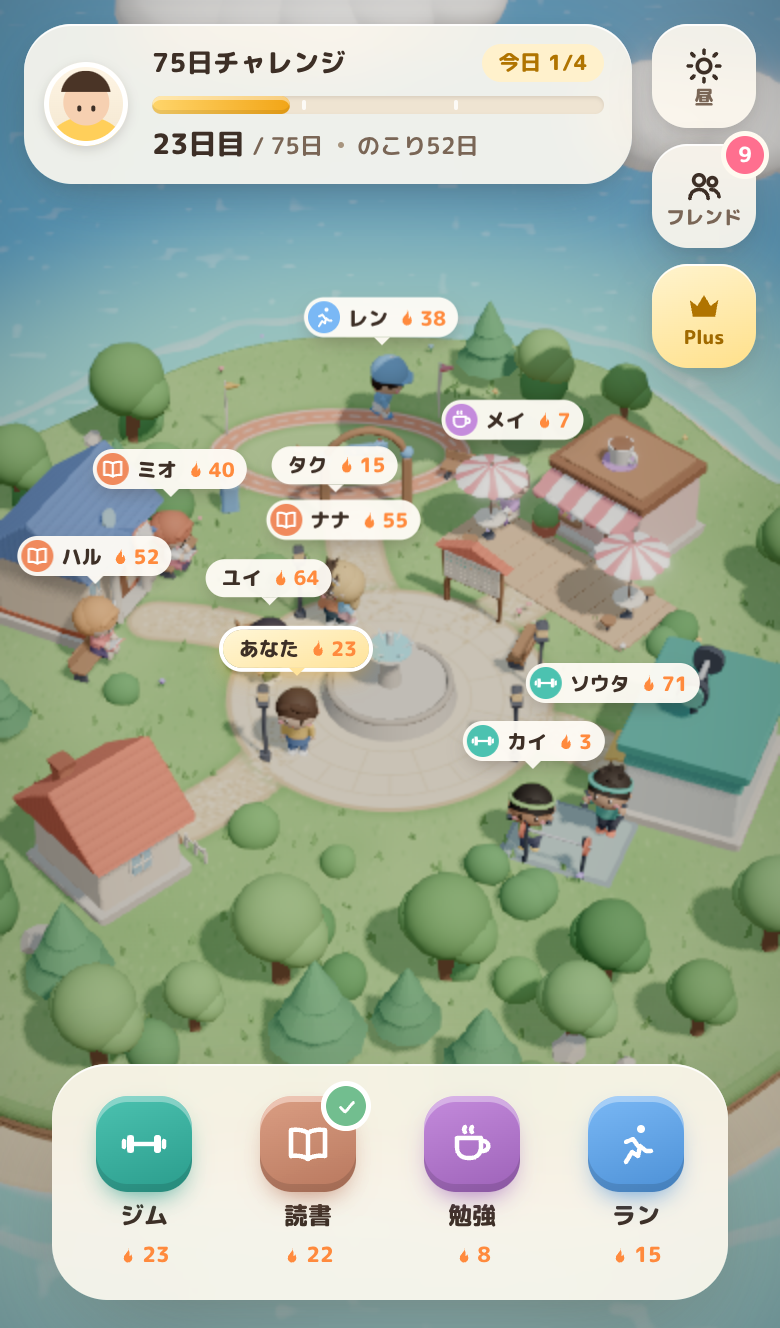 75日チャレンジ
今日 1/4
23日目 / 75日 • のこり52日
昼
9
フレンド
Plus
レン 38
メイ 7
ミオ 40
タク 15
ナナ 55
ハル 52
ユイ 64
あなた 23
ソウタ 71
カイ 3
ジム
読書
勉強
ラン
23
22
8
15